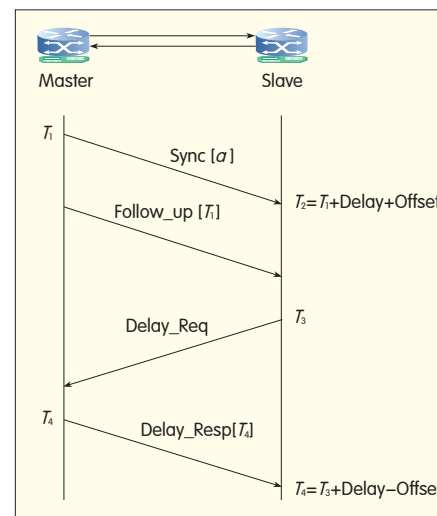 Master Slave
T1
Sync [a]
T2=T1+Delay+Offset
Follow_up [T1]
T3
Delay_Req
T4
Delay_Resp[T4]
T4=T3+Delay−Offset